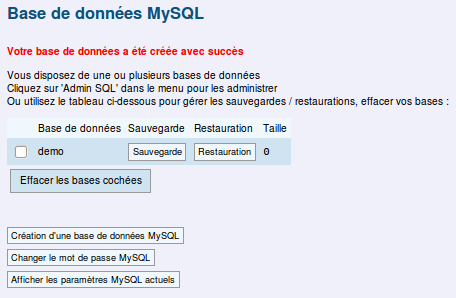 Base de données MySQL
Votre base de données a été créée avec succès
Vous disposez de une ou plusieurs bases de données
Cliquez sur 'Admin SQL' dans le menu pour les administrer
Ou utilisez le tableau ci-dessous pour gérer les sauvegardes / restaurations, effacer vos bases :
Base de données Sauvegarde Restauration Taille
demo Sauvegarde Restauration 0
Effacer les bases cochées
Création d'une base de données MySQL
Changer le mot de passe MySQL
Afficher les paramètres MySQL actuels